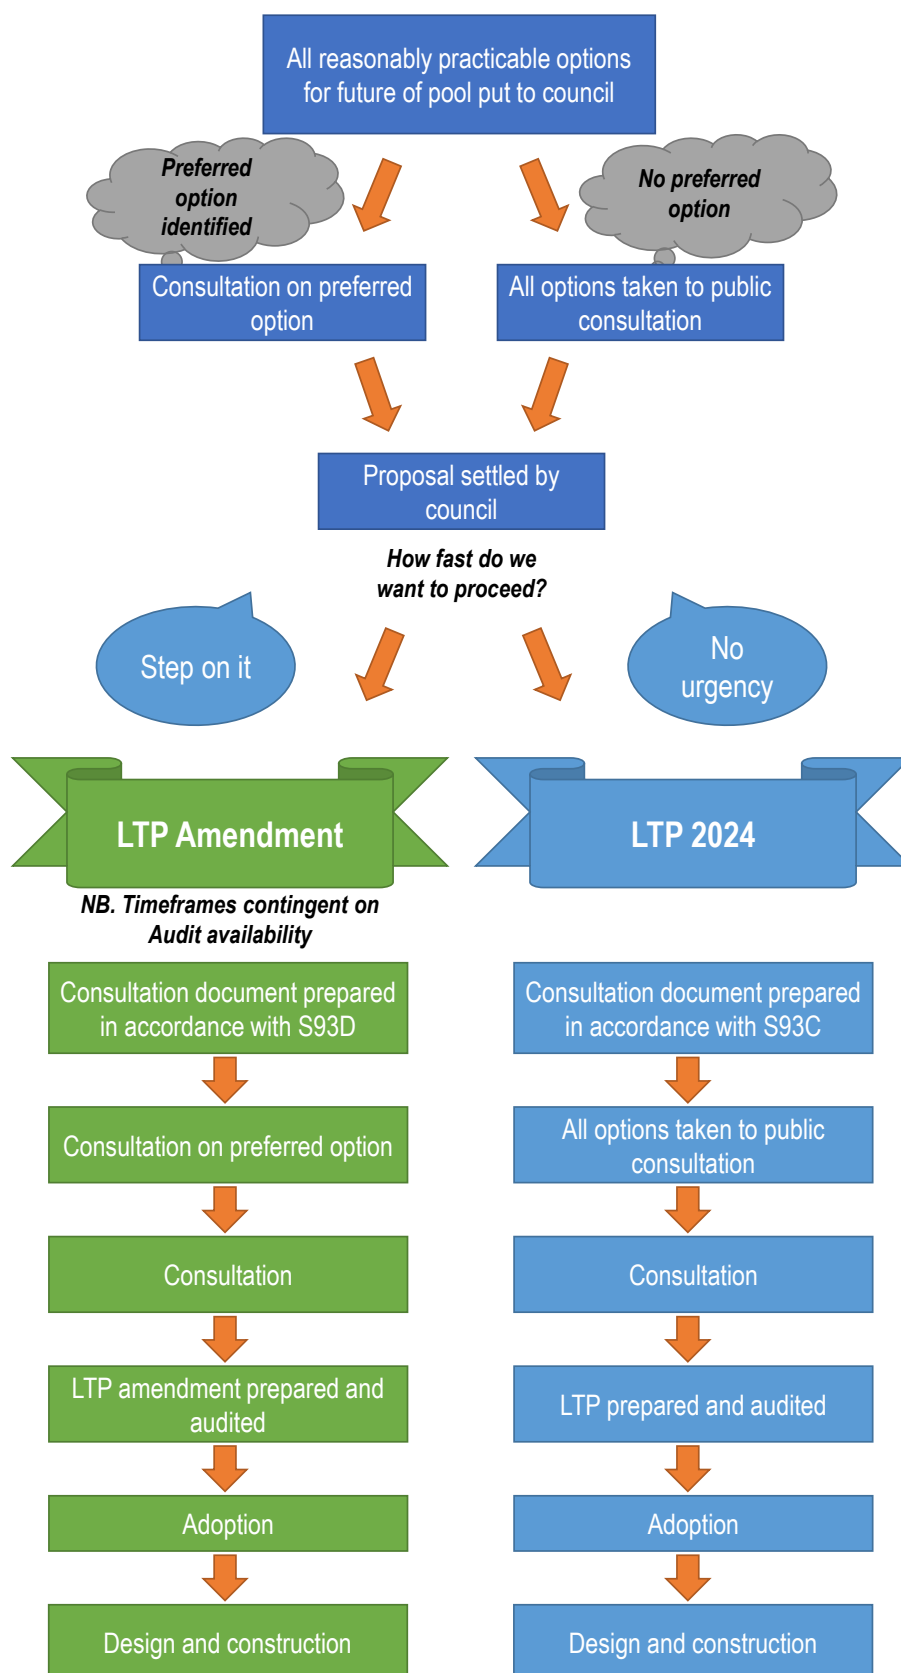 All reasonably practicable options
for future of pool put to council
Preferred
option
identified
No preferred
option
Consultation on preferred
option
All options taken to public
consultation
Proposal settled by
council
How fast do we
want to proceed?
Step on it
No
urgency
LTP Amendment
LTP 2024
NB. Timeframes contingent on
Audit availability
Consultation document prepared
in accordance with S93D
Consultation document prepared
in accordance with S93C
Consultation on preferred option
All options taken to public
consultation
Consultation
Consultation
LTP amendment prepared and
audited
LTP prepared and audited
Adoption
Adoption
Design and construction
Design and construction